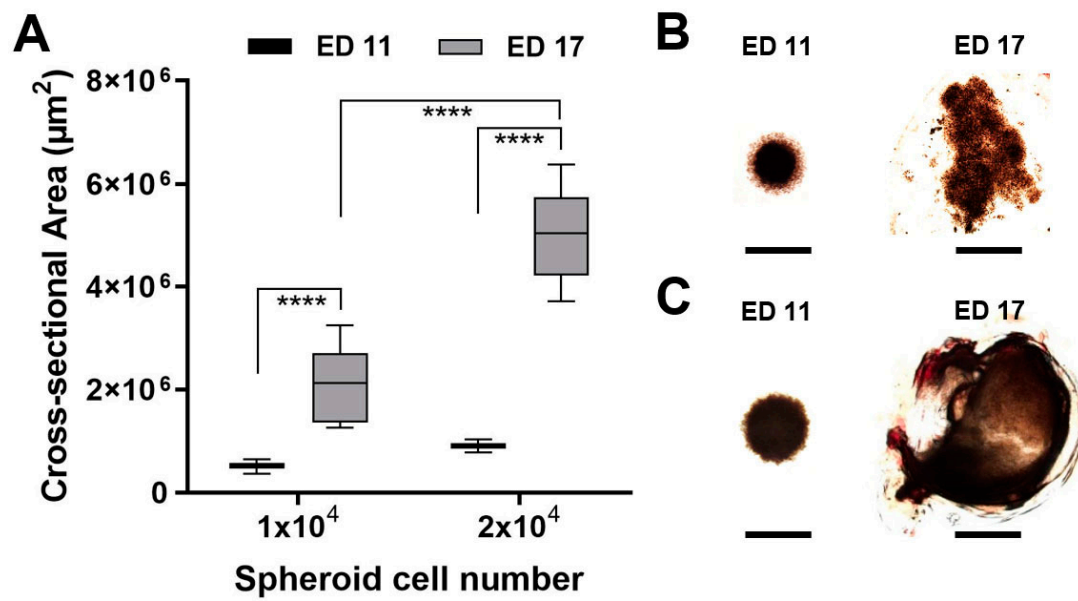 A
ED 11
ED 17
Cross-sectional Area (µm²)
8×10⁶
6×10⁶
4×10⁶
2×10⁶
0
****
****
****
1x10⁴
2x10⁴
Spheroid cell number
B
ED 11
ED 17
C
ED 11
ED 17